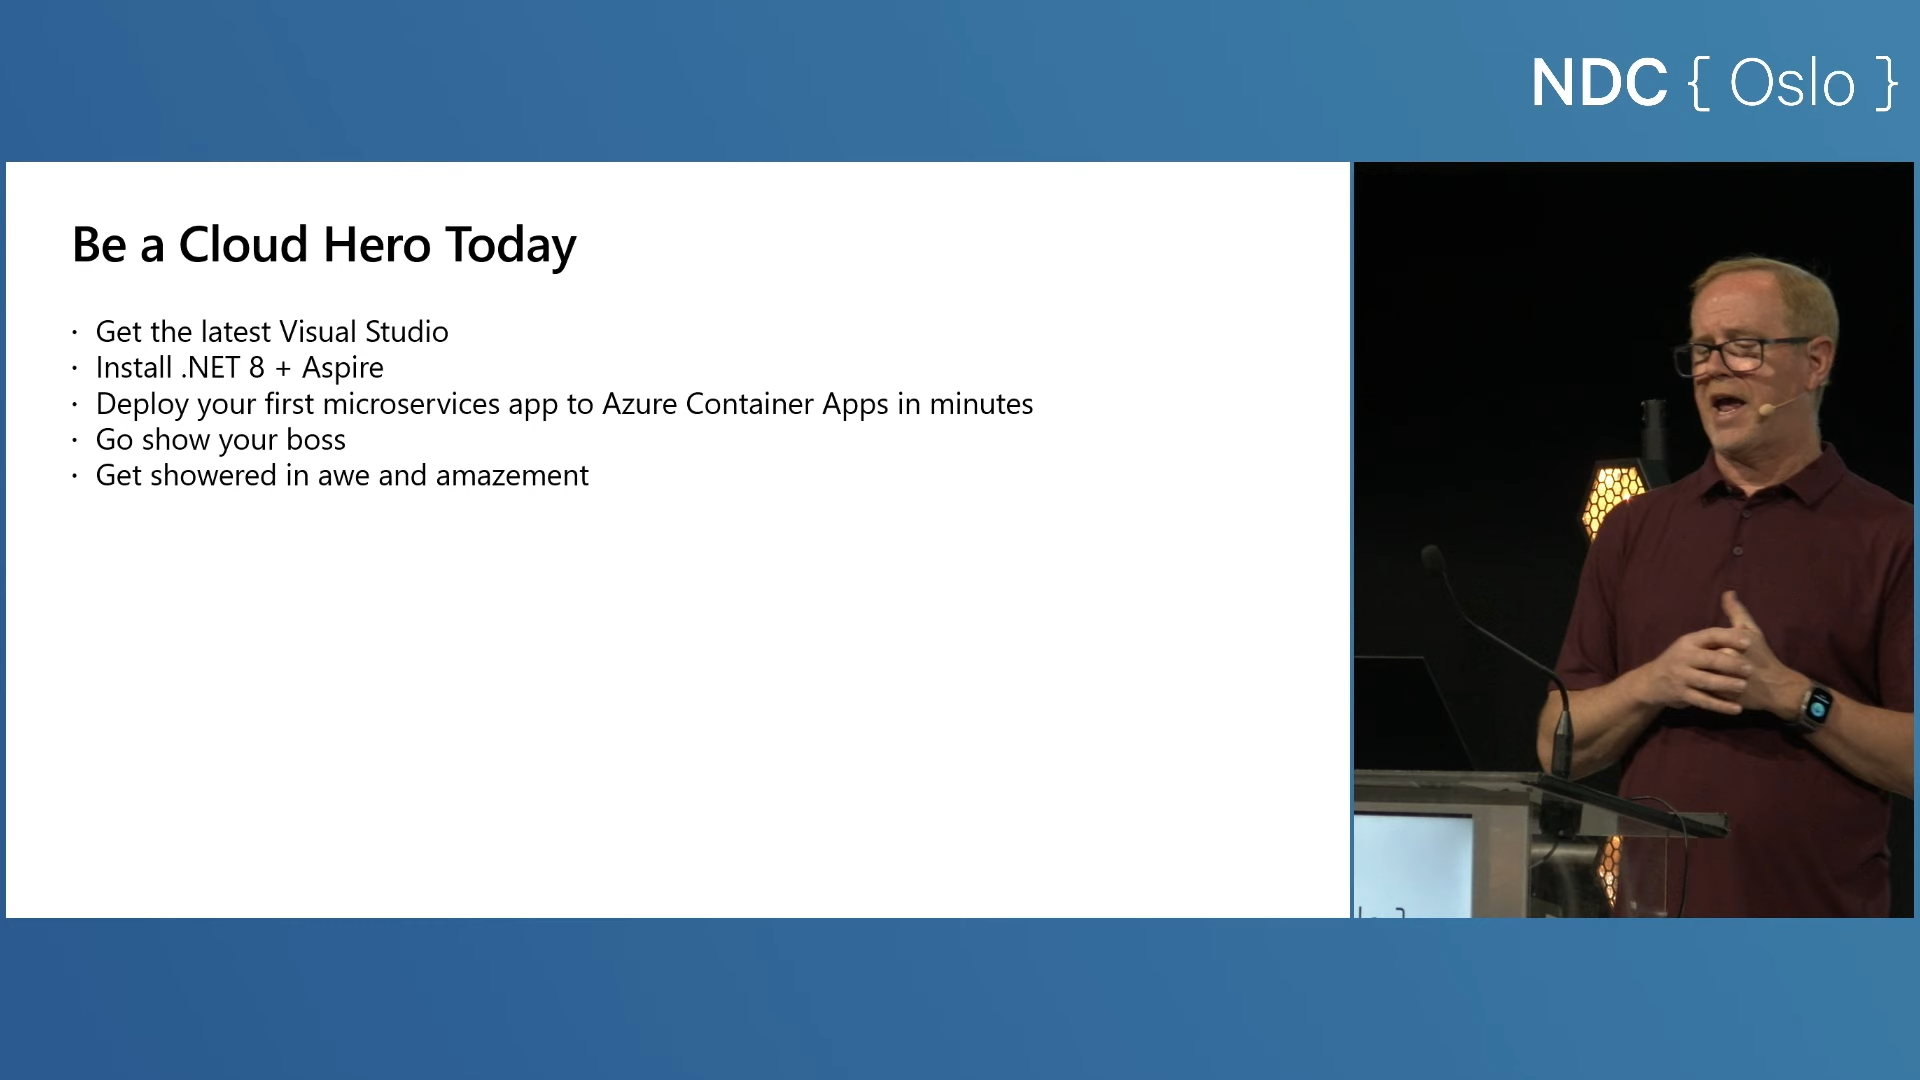 NDC { Oslo }
Be a Cloud Hero Today
· Get the latest Visual Studio
· Install .NET 8 + Aspire
· Deploy your first microservices app to Azure Container Apps in minutes
· Go show your boss
· Get showered in awe and amazement